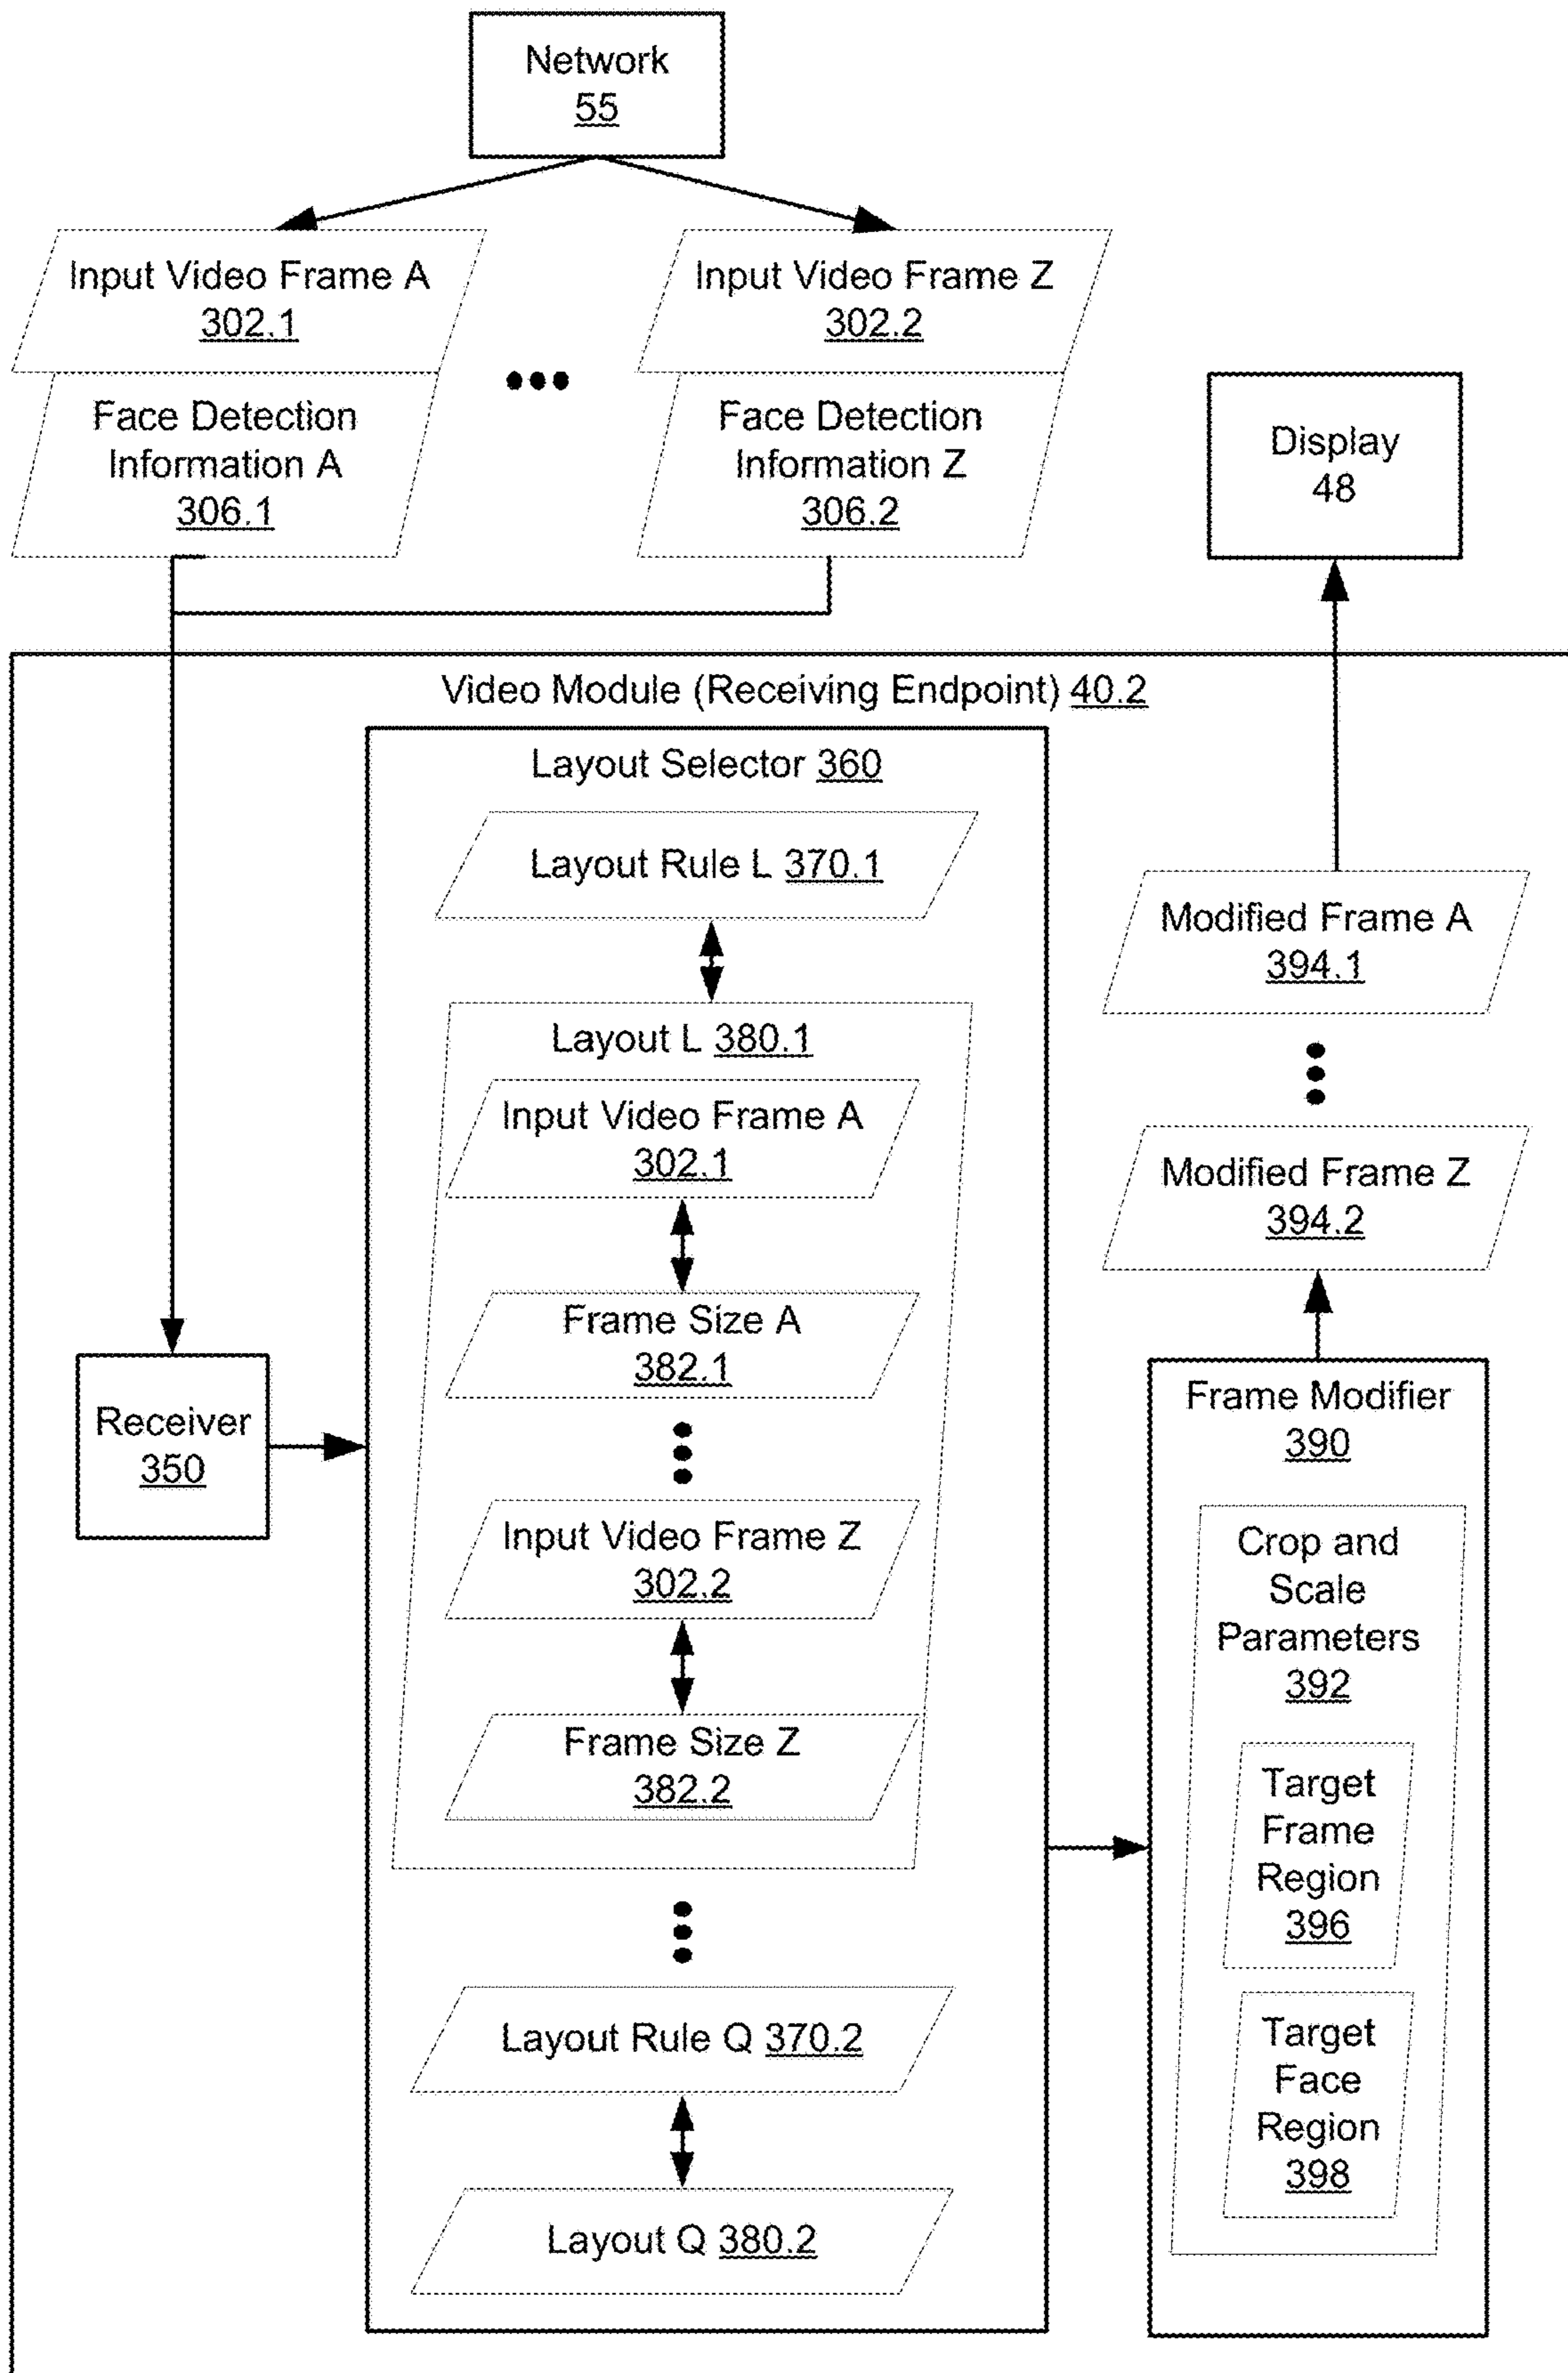 Network
55
Input Video Frame A
302.1
Face Detection
Information A
306.1
Input Video Frame Z
302.2
Face Detection
Information Z
306.2
Display
48
Video Module (Receiving Endpoint) 40.2
Layout Selector 360
Layout Rule L 370.1
Layout L 380.1
Input Video Frame A
302.1
Frame Size A
382.1
Input Video Frame Z
302.2
Frame Size Z
382.2
Layout Rule Q 370.2
Layout Q 380.2
Receiver
350
Modified Frame A
394.1
Modified Frame Z
394.2
Frame Modifier
390
Crop and
Scale
Parameters
392
Target
Frame
Region
396
Target
Face
Region
398